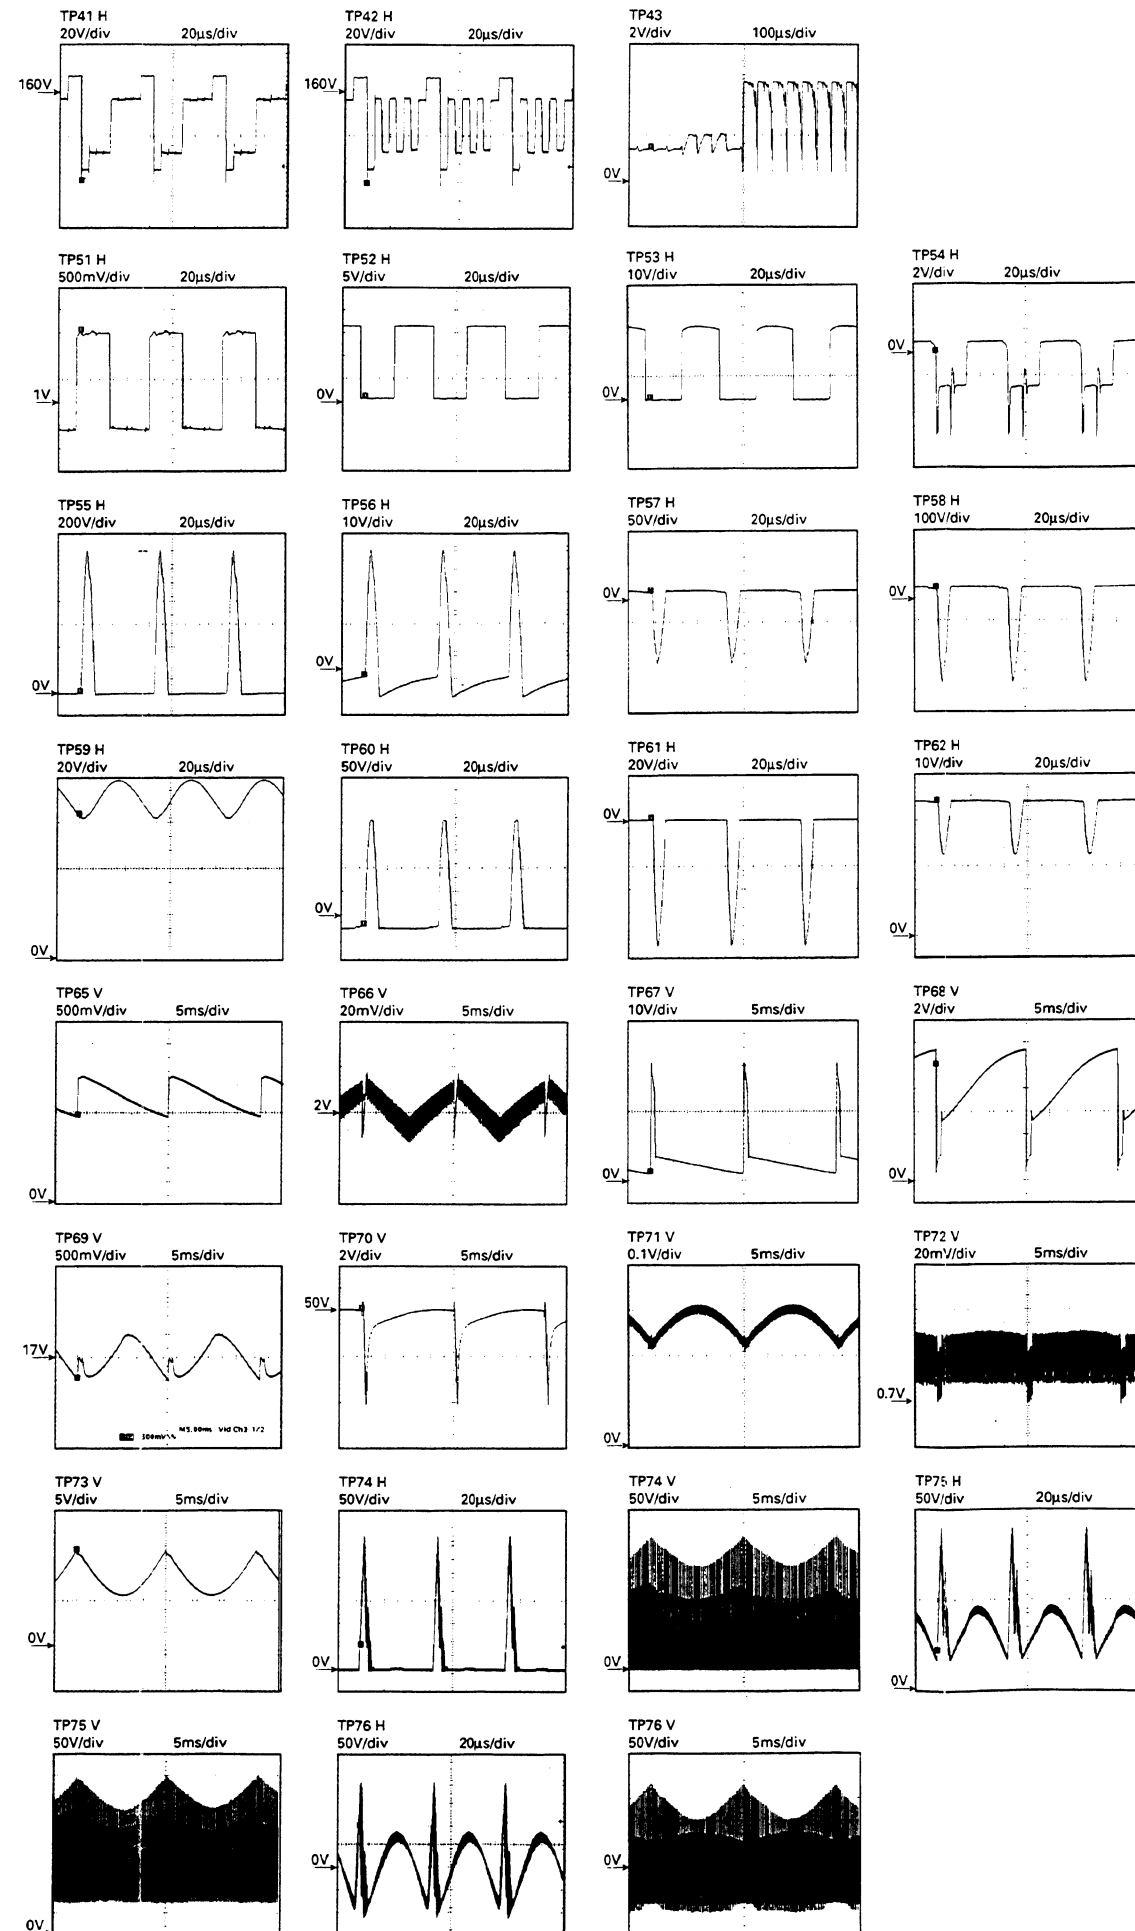 TP41 H
20V/div 20µs/div
160V
TP42 H
20V/div 20µs/div
160V
TP43
2V/div 100µs/div
0V
TP51 H
500mV/div 20µs/div
1V
TP52 H
5V/div 20µs/div
0V
TP53 H
10V/div 20µs/div
0V
TP54 H
2V/div 20µs/div
0V
TP55 H
200V/div 20µs/div
0V
TP56 H
10V/div 20µs/div
0V
TP57 H
50V/div 20µs/div
0V
TP58 H
100V/div 20µs/div
0V
TP59 H
20V/div 20µs/div
0V
TP60 H
50V/div 20µs/div
0V
TP61 H
20V/div 20µs/div
0V
TP62 H
10V/div 20µs/div
0V
TP65 V
500mV/div 5ms/div
0V
TP66 V
20mV/div 5ms/div
2V
TP67 V
10V/div 5ms/div
0V
TP68 V
2V/div 5ms/div
0V
TP69 V
500mV/div 5ms/div
17V
300mV M5.00ms Vid Ch3 1/2
TP70 V
2V/div 5ms/div
50V
TP71 V
0.1V/div 5ms/div
0V
TP72 V
20mV/div 5ms/div
0.7V
TP73 V
5V/div 5ms/div
0V
TP74 H
50V/div 20µs/div
0V
TP74 V
50V/div 5ms/div
0V
TP75 H
50V/div 20µs/div
0V
TP75 V
50V/div 5ms/div
0V
TP76 H
50V/div 20µs/div
0V
TP76 V
50V/div 5ms/div
0V